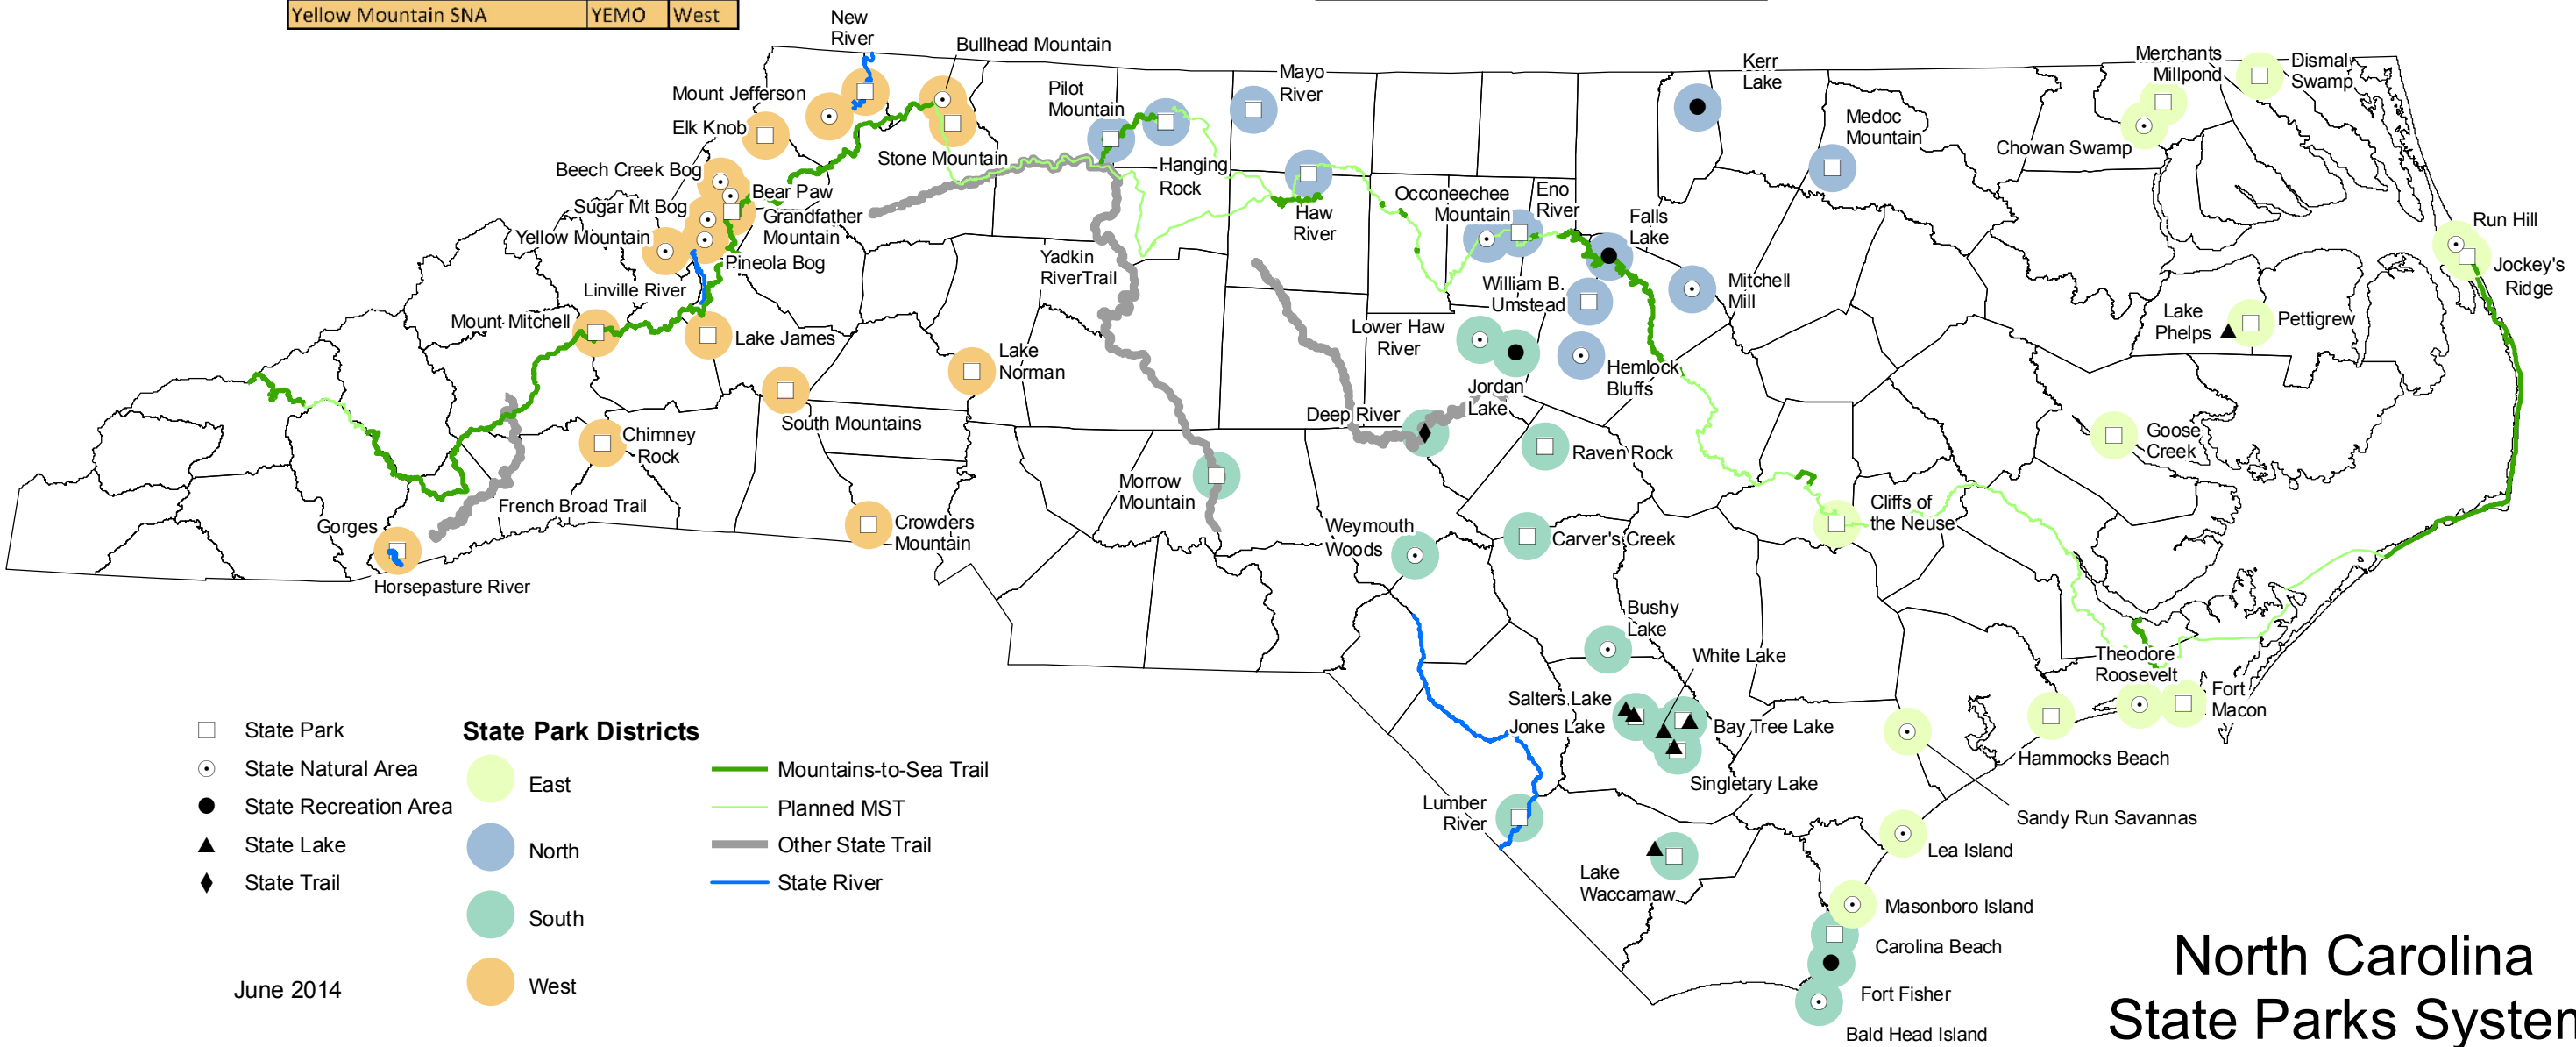 Yellow Mountain SNA YEMO West
New
River
Bullhead Mountain
Mount Jefferson
Elk Knob
Beech Creek Bog
Bear Paw
Sugar Mt Bog
Grandfather
Mountain
Yellow Mountain
Pineola Bog
Linville River
Mount Mitchell
Lake James
Stone Mountain
Pilot
Mountain
Hanging
Rock
Mayo
River
Haw
River
Yadkin
RiverTrail
Lake
Norman
South Mountains
Chimney
Rock
French Broad Trail
Gorges
Horsepasture River
Crowders
Mountain
Morrow
Mountain
Kerr
Lake
Medoc
Mountain
Occoneechee
Mountain
Eno
River
Falls
Lake
William B.
Umstead
Mitchell
Mill
Lower Haw
River
Hemlock
Bluffs
Jordan
Lake
Deep River
Raven Rock
Weymouth
Woods
Carver's Creek
Cliffs of
the Neuse
Merchants
Millpond
Dismal
Swamp
Chowan Swamp
Run Hill
Jockey's
Ridge
Lake
Phelps
Pettigrew
Goose
Creek
Bushy
Lake
White Lake
Salters Lake
Jones Lake
Bay Tree Lake
Singletary Lake
Lumber
River
Lake
Waccamaw
Theodore
Roosevelt
Fort
Macon
Hammocks Beach
Sandy Run Savannas
Lea Island
Masonboro Island
Carolina Beach
Fort Fisher
Bald Head Island
State Park
State Natural Area
State Recreation Area
State Lake
State Trail
State Park Districts
East
North
South
West
Mountains-to-Sea Trail
Planned MST
Other State Trail
State River
June 2014
North Carolina
State Parks System